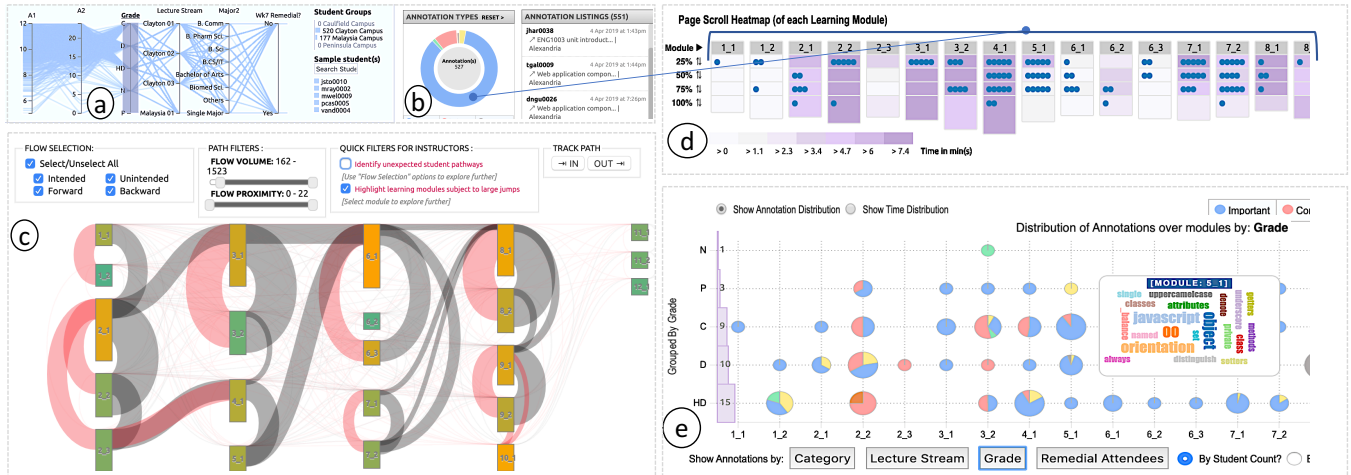 A1
A2
Grade
Lecture Stream
Major2
Wk7 Remedial?
12
10
8
6
D
HD
N
P
Clayton 01
Clayton 02
Clayton 03
Malaysia 01
B. Comm
B. Pharm Sci.
B.Sci
B.CS/IT
Bachelor of Arts
Biomed Sci.
Others
Single Major
No
Yes
Student Groups
0 Caulfield Campus
520 Clayton Campus
177 Malaysia Campus
0 Peninsula Campus
Sample student(s)
Search Stude
jsto0010
mray0002
mwel0009
pcas0005
vand0004
a
ANNOTATION TYPES RESET >
Annotation(s)
527
b
ANNOTATION LISTINGS (551)
jhar0038 4 Apr 2019 at 1:43pm
ENG1003 unit introduct... |
Alexandria
tgal0009 4 Apr 2019 at 1:44pm
Web application compon... |
Alexandria
dngu0026 4 Apr 2019 at 7:26pm
Web application compon... |
Alexandria
FLOW SELECTION:
Select/Unselect All
Intended Unintended
Forward Backward
PATH FILTERS:
FLOW VOLUME: 162 -
1523
FLOW PROXIMITY: 0 - 22
QUICK FILTERS FOR INSTRUCTORS :
Identify unexpected student pathways
[Use "Flow Selection" options to explore further]
Highlight learning modules subject to large jumps
[Select module to explore further]
TRACK PATH
IN OUT
c
1_1
1_2
2_1
2_2
2_3
3_1
3_2
4_1
5_1
6_1
6_2
6_3
7_1
7_2
8_1
8_2
9_1
9_2
10_1
Page Scroll Heatmap (of each Learning Module)
Module ▶ 1_1 1_2 2_1 2_2 2_3 3_1 3_2 4_1 5_1 6_1 6_2 6_3 7_1 7_2 8_1 8_
25% ⇅
50% ⇅
75% ⇅
100% ⇅
d
> 0 > 1.1 > 2.3 > 3.4 > 4.7 > 6 > 7.4 Time in min(s)
Show Annotation Distribution Show Time Distribution
Important Co
Distribution of Annotations over modules by: Grade
Grouped By Grade
N 1
P 3
C 9
D 10
HD 15
[MODULE: 5_1]
single uppercamelcase
classes attributes
javascript
named oo
orientation
always distinguish setters
_balance
object
set
denote
private
class
underscore
getters
methods
1_1 1_2 2_1 2_2 2_3 3_1 3_2 4_1 5_1 6_1 6_2 6_3 7_1 7_2
e
Show Annotations by: Category Lecture Stream Grade Remedial Attendees By Student Count?